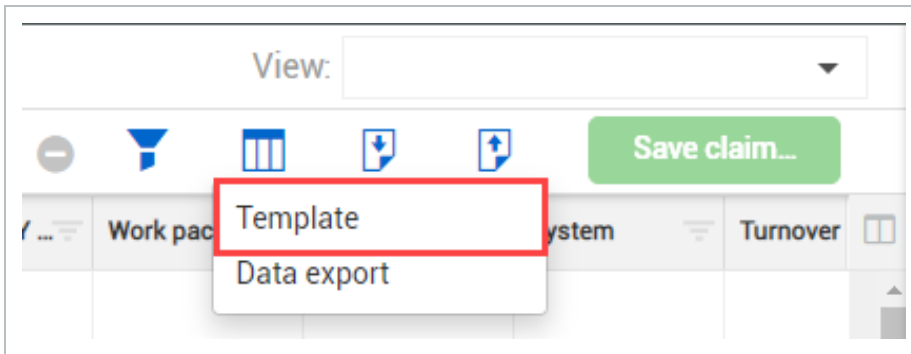 View:
Save claim...
Y ... Work pac ystem Turnover
Template
Data export